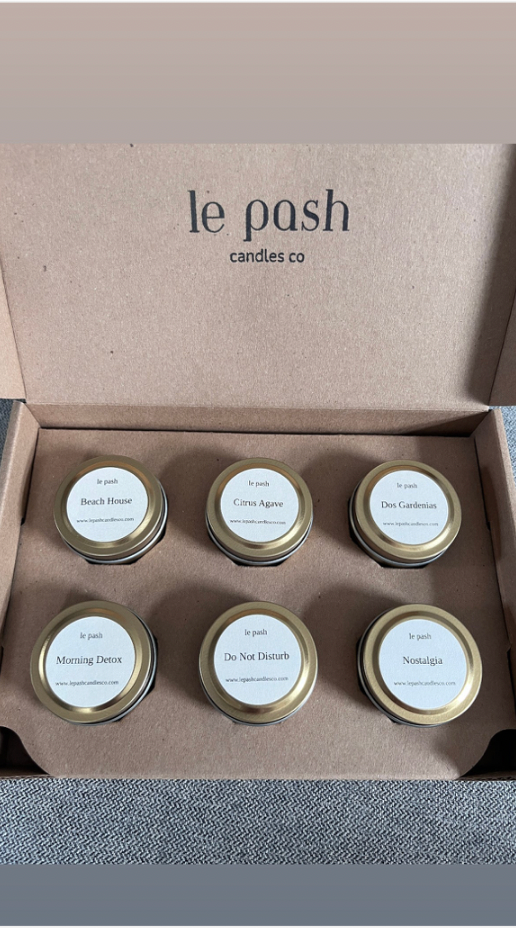 le pash
candles co
le pash
Beach House
www.lepashcandlesco.com
le pash
Citrus Agave
www.lepashcandlesco.com
le pash
Dos Gardenias
www.lepashcandlesco.com
le pash
Morning Detox
www.lepashcandlesco.com
le pash
Do Not Disturb
www.lepashcandlesco.com
le pash
Nostalgia
www.lepashcandlesco.com